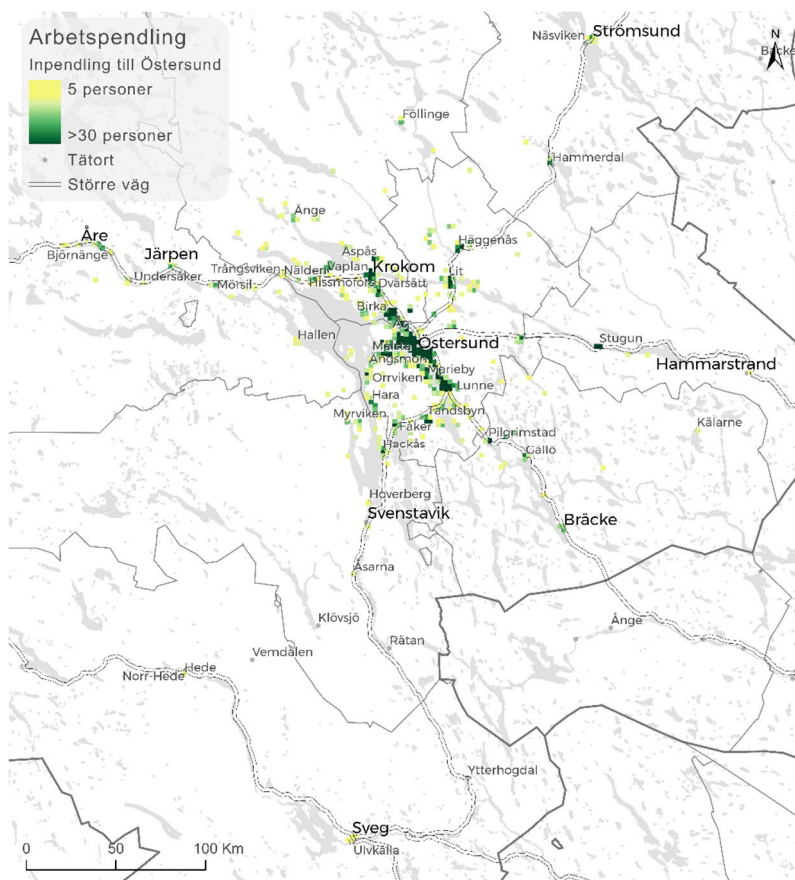 Arbetspendling
Inpendling till Östersund
5 personer
>30 personer
Tätort
Större väg
N
Näsviken
Strömsund
Bäcke
Föllinge
Hammerdal
Änge
Åre
Björnänge
Järpen
Undersåker
Mörsil
Trångsviken
Nälden
Vaplan
Aspås
Krokom
Hissmofors
Dvärsätt
Häggenås
Lit
Birka
Östersund
Stugun
Hammarstrand
Hallen
Ängsmon
Marieby
Orrviken
Lunne
Hara
Myrviken
Tandsbyn
Fåker
Kälarne
Pilgrimstad
Hackås
Gällö
Hoverberg
Svenstavik
Bräcke
Åsarna
Klövsjö
Ånge
Rätan
Vemdalen
Hede
Norr-Hede
Ytterhogdal
Sveg
Ulvkälla
0 50 100 Km